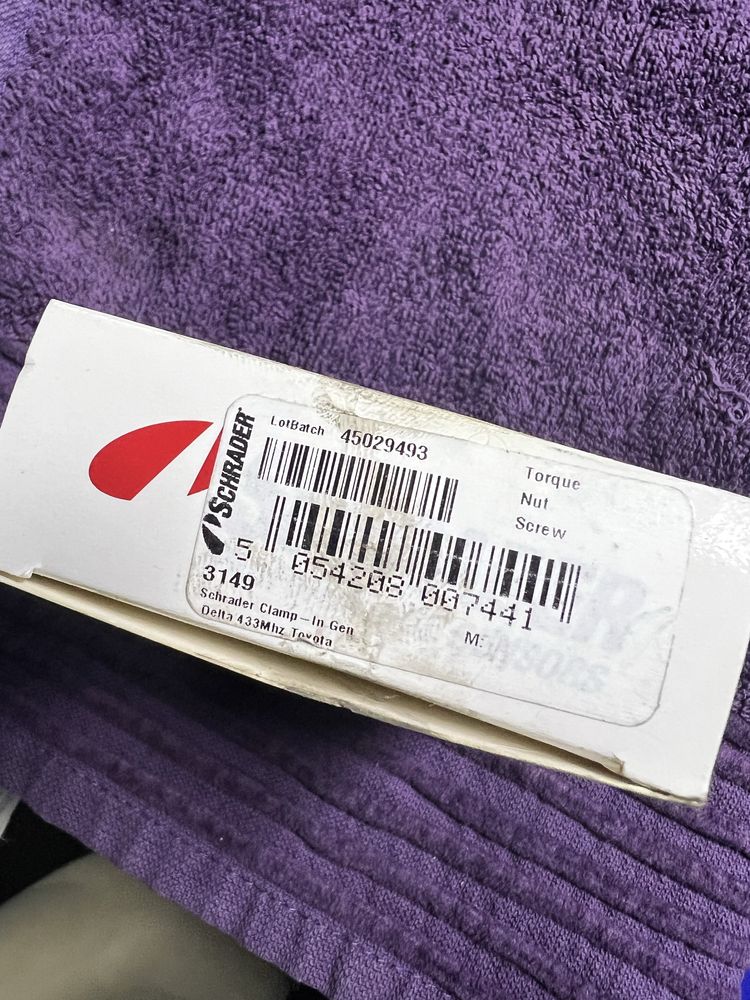 SCHRADER
LotBatch 45029493
Torque
Nut
Screw
5 054208 007441
3149
Schrader Clamp-In Gen
Delta 433Mhz Toyota
M: